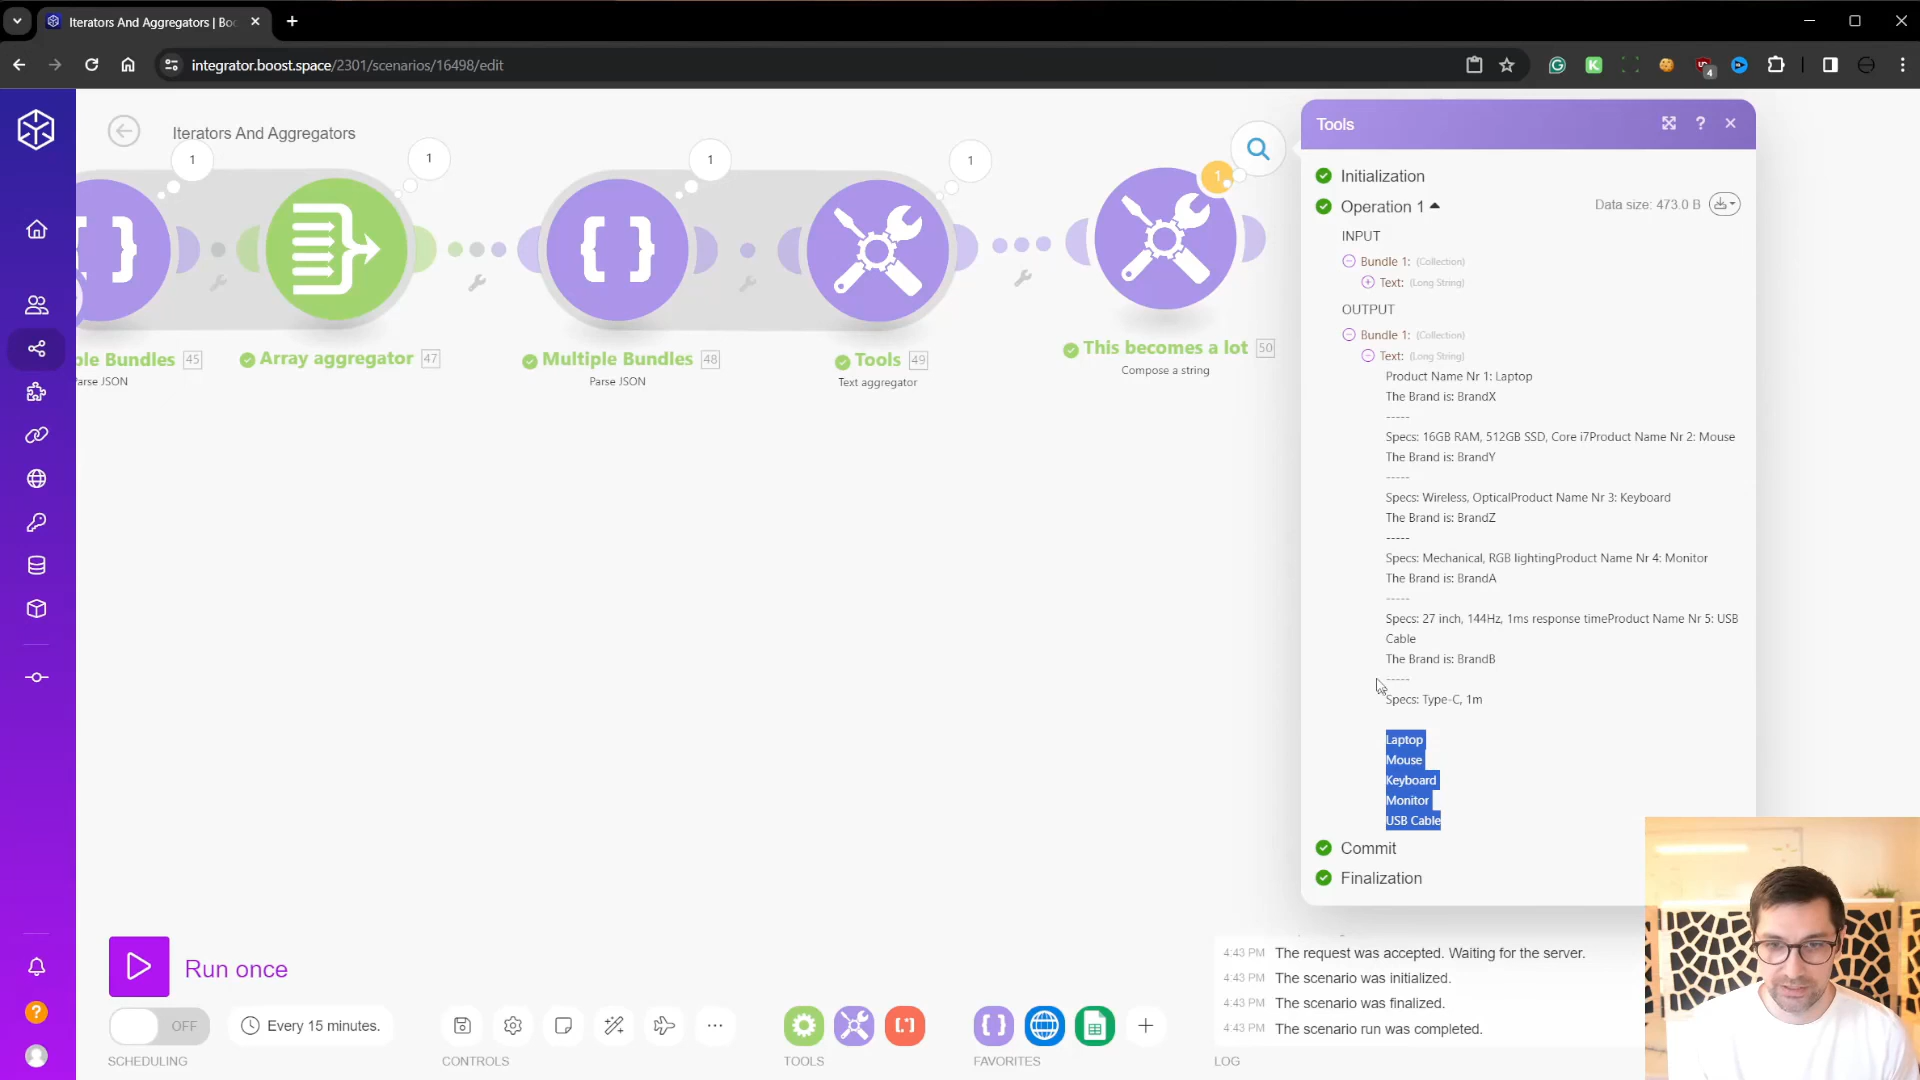 Iterators And Aggregators | Boo
integrator.boost.space/2301/scenarios/16498/edit
4
Iterators And Aggregators
1
1
1
1
1
ple Bundles 45
Parse JSON
Array aggregator 47
Multiple Bundles 48
Parse JSON
Tools 49
Text aggregator
This becomes a lot 50
Compose a string
Tools
?
Initialization
Operation 1
Data size: 473.0 B
INPUT
Bundle 1: (Collection)
Text: (Long String)
OUTPUT
Bundle 1: (Collection)
Text: (Long String)
Product Name Nr 1: Laptop
The Brand is: BrandX
-----
Specs: 16GB RAM, 512GB SSD, Core i7Product Name Nr 2: Mouse
The Brand is: BrandY
-----
Specs: Wireless, OpticalProduct Name Nr 3: Keyboard
The Brand is: BrandZ
-----
Specs: Mechanical, RGB lightingProduct Name Nr 4: Monitor
The Brand is: BrandA
-----
Specs: 27 inch, 144Hz, 1ms response timeProduct Name Nr 5: USB
Cable
The Brand is: BrandB
-----
Specs: Type-C, 1m
Laptop
Mouse
Keyboard
Monitor
USB Cable
Commit
Finalization
Run once
OFF
Every 15 minutes.
SCHEDULING
CONTROLS
TOOLS
FAVORITES
LOG
4:43 PM The request was accepted. Waiting for the server.
4:43 PM The scenario was initialized.
4:43 PM The scenario was finalized.
4:43 PM The scenario run was completed.